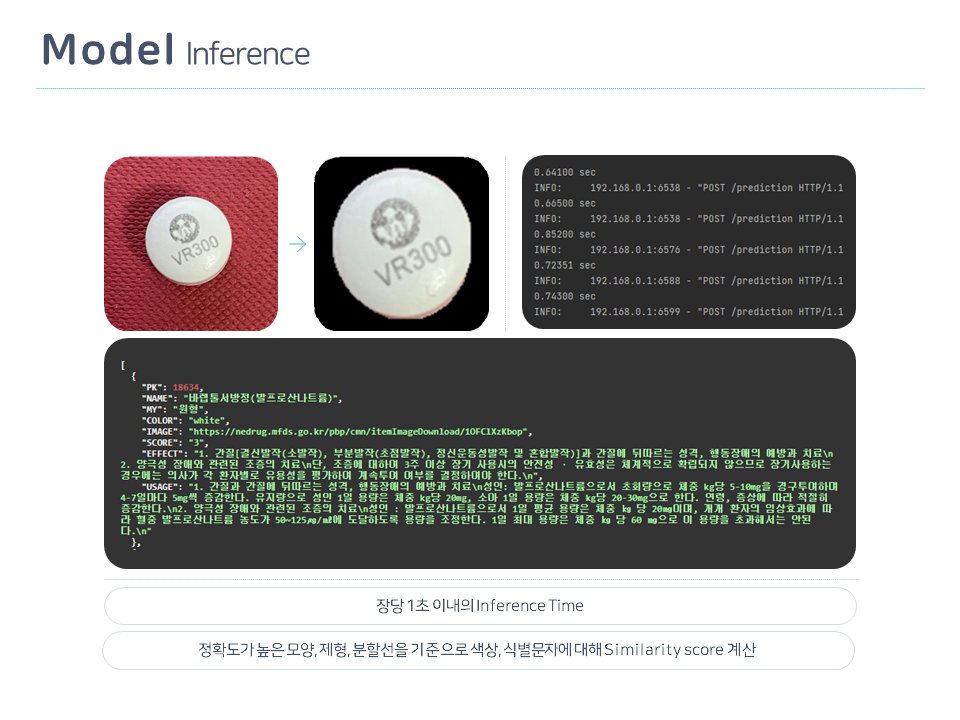 Model Inference
VR300
VR300
0.64100 sec
INFO: 192.168.0.1:6538 - "POST /prediction HTTP/1.1
0.66500 sec
INFO: 192.168.0.1:6538 - "POST /prediction HTTP/1.1
0.85200 sec
INFO: 192.168.0.1:6576 - "POST /prediction HTTP/1.1
0.72351 sec
INFO: 192.168.0.1:6588 - "POST /prediction HTTP/1.1
0.74300 sec
INFO: 192.168.0.1:6599 - "POST /prediction HTTP/1.1
[
{
"PK": 18634,
"NAME": "바렙톨서방정(발프로산나트륨)",
"MY": "원형",
"COLOR": "white",
"IMAGE": "https://nedrug.mfds.go.kr/pbp/cmn/itemImageDownload/1OFClXzKbop",
"SCORE": "3",
"EFFECT": "1. 간질[결신발작(소발작), 부분발작(초점발작), 정신운동성발작 및 혼합발작)]과 간질에 뒤따르는 성격, 행동장애의 예방과 치료\n
2. 양극성 장애와 관련된 조증의 치료\n단, 조증에 대하여 3주 이상 장기 사용시의 안전성 · 유효성은 체계적으로 확립되지 않으므로 장기사용하는
경우에는 의사가 각 환자별로 유용성을 평가하여 계속투여 여부를 결정하여야 한다.\n",
"USAGE": "1. 간질과 간질에 뒤따르는 성격, 행동장애의 예방과 치료\n성인: 발프로산나트륨으로서 초회량으로 체중 kg당 5-10mg을 경구투여하며
4-7일마다 5mg씩 증감한다. 유지량으로 성인 1일 용량은 체중 kg당 20mg, 소아 1일 용량은 체중 kg당 20-30mg으로 한다. 연령, 증상에 따라 적절히
증감한다.\n2. 양극성 장애와 관련된 조증의 치료\n성인 : 발프로산나트륨으로서 1일 평균 용량은 체중 ㎏ 당 20㎎이며, 개개 환자의 임상효과에 따
라 혈중 발프로산나트륨 농도가 50~125㎍/㎖에 도달하도록 용량을 조정한다. 1일 최대 용량은 체중 ㎏ 당 60 ㎎으로 이 용량을 초과해서는 안된
다.\n"
},
장당 1초 이내의 Inference Time
정확도가 높은 모양, 제형, 분할선을 기준으로 색상, 식별문자에 대해 Similarity score 계산